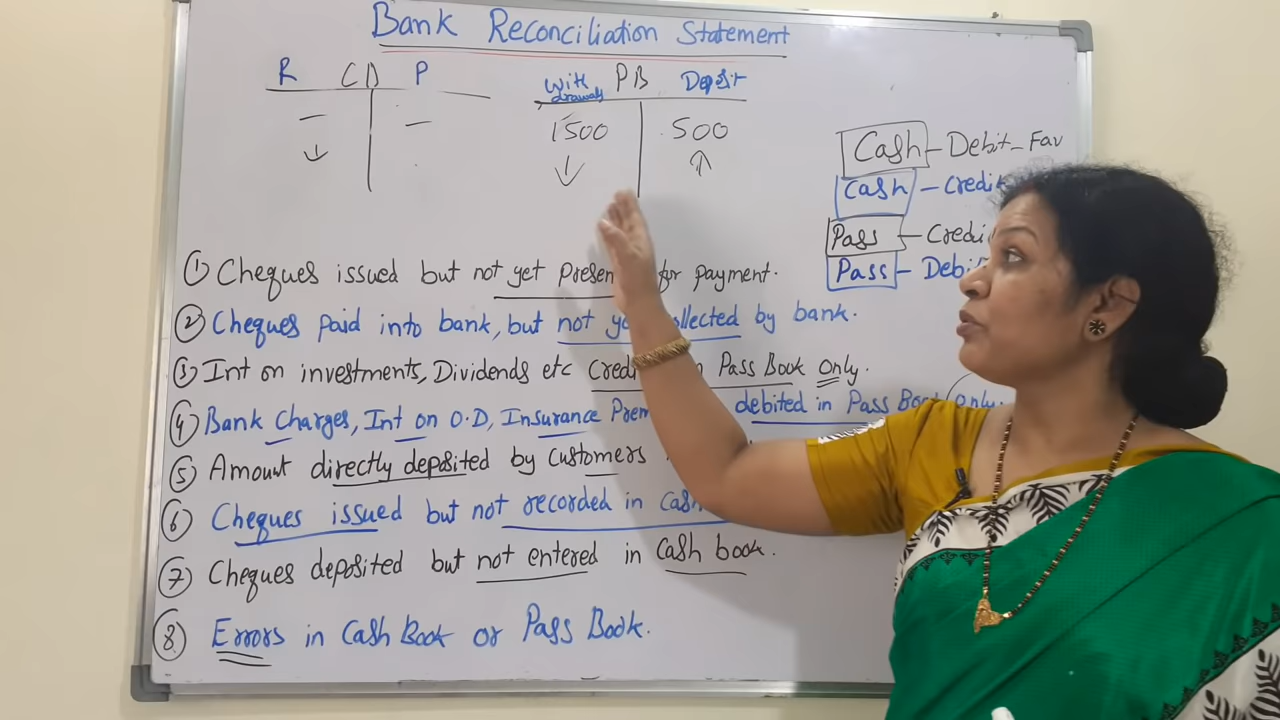 Bank Reconciliation Statement
R CB P
With drawals PB Deposit
1500 500
Cash - Debit - Fav
Cash - Credit
Pass - Credi
Pass - Debi
① Cheques issued but not yet Presen for payment.
② Cheques paid into bank, but not ollected by bank.
③ Int on investments, Dividends etc Cred Pass Book Only.
④ Bank Charges, Int on O.D, Insurance Prem debited in Pass Book Only.
⑤ Amount directly deposited by Customers
⑥ Cheques issued but not recorded in Cash
⑦ Cheques deposited but not entered in Cash book.
⑧ Errors in Cash Book or Pass Book.